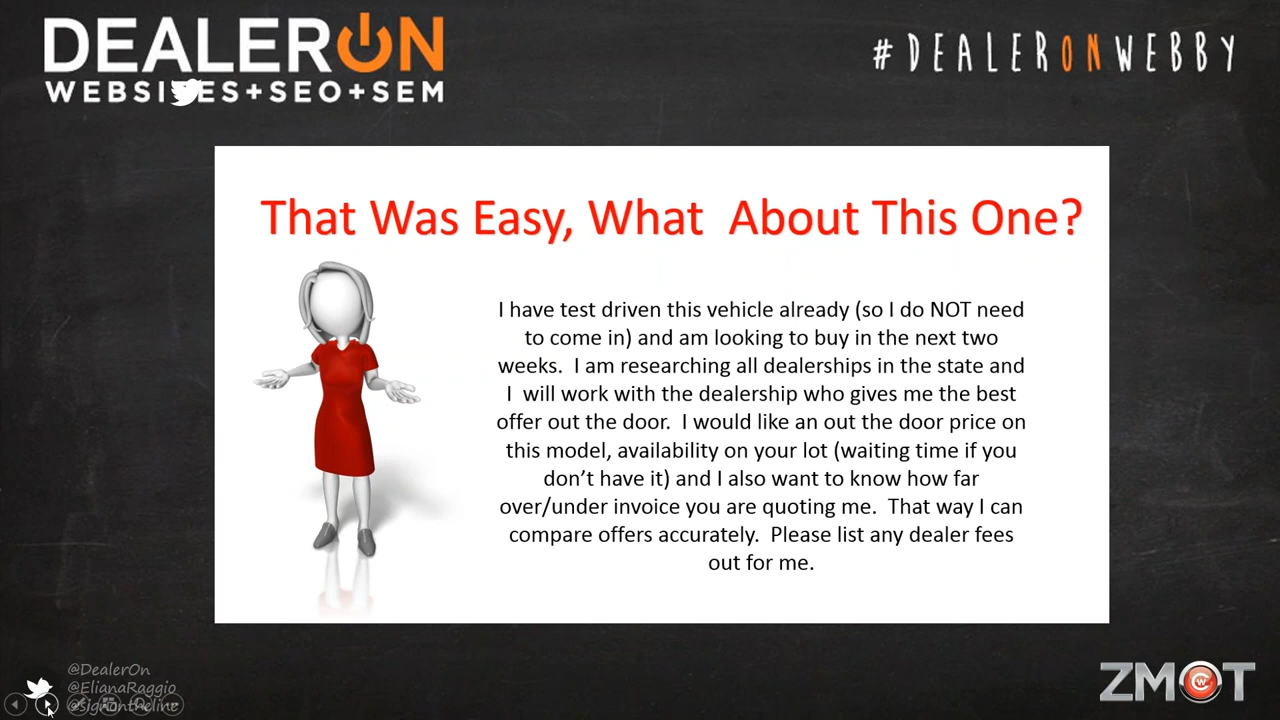 DEALERON
WEBSITES+SEO+SEM
#DEALERONWEBBY
That Was Easy, What About This One?
I have test driven this vehicle already (so I do NOT need
to come in) and am looking to buy in the next two
weeks. I am researching all dealerships in the state and
I will work with the dealership who gives me the best
offer out the door. I would like an out the door price on
this model, availability on your lot (waiting time if you
don’t have it) and I also want to know how far
over/under invoice you are quoting me. That way I can
compare offers accurately. Please list any dealer fees
out for me.
@DealerOn
@ElianaRaggio
@signontheline
ZMOT